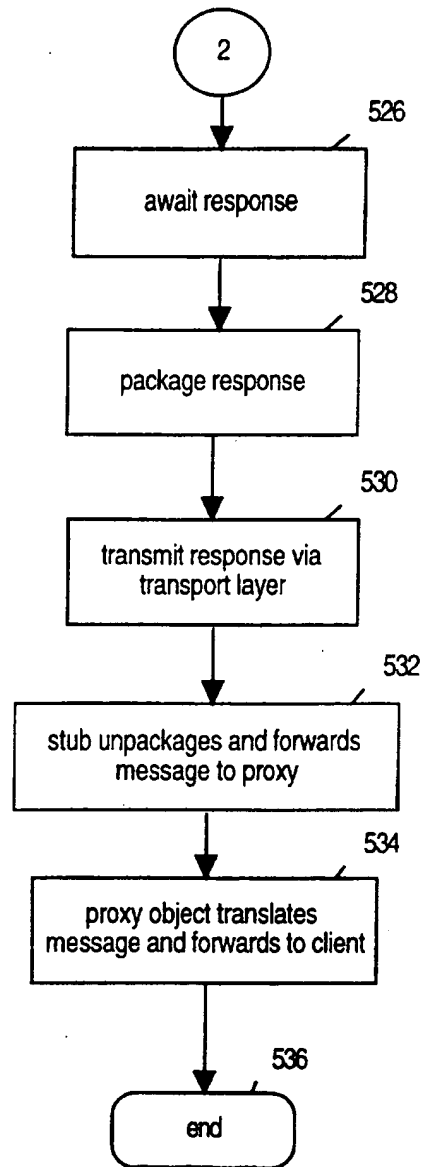 2
526
await response
528
package response
530
transmit response via
transport layer
532
stub unpackages and forwards
message to proxy
534
proxy object translates
message and forwards to client
536
end